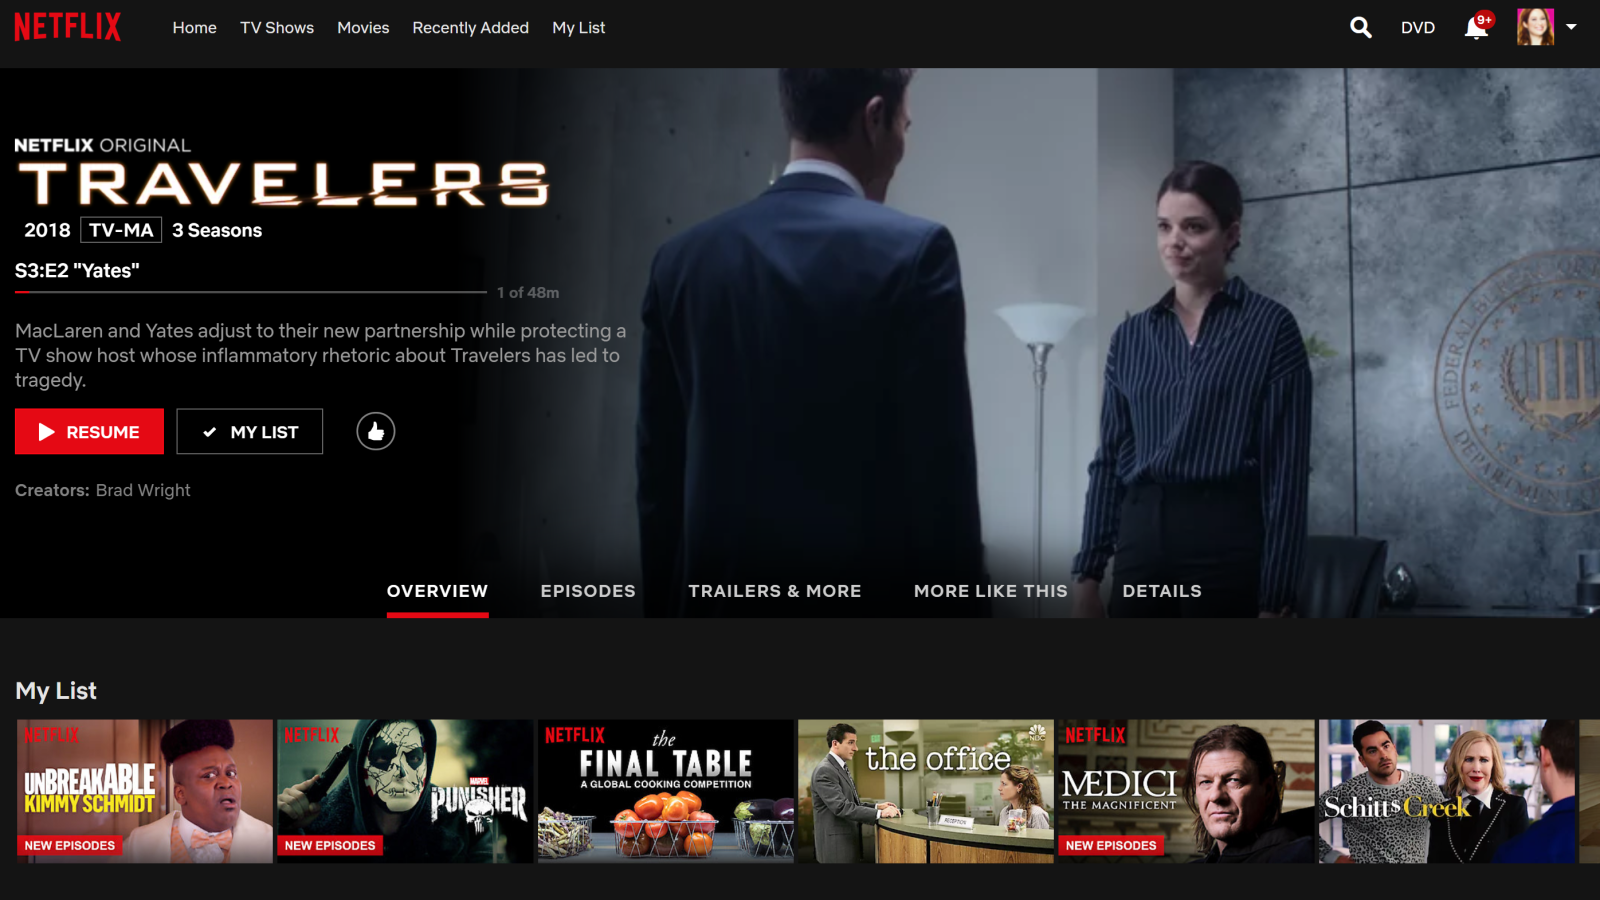 NETFLIX
Home
TV Shows
Movies
Recently Added
My List
DVD
9+
NETFLIX ORIGINAL
TRAVELERS
2018 TV-MA 3 Seasons
S3:E2 "Yates"
1 of 48m
MacLaren and Yates adjust to their new partnership while protecting a
TV show host whose inflammatory rhetoric about Travelers has led to
tragedy.
RESUME
MY LIST
Creators: Brad Wright
FEDERAL
DEPARTMENT
OVERVIEW
EPISODES
TRAILERS & MORE
MORE LIKE THIS
DETAILS
My List
NETFLIX
UNBREAKABLE
KIMMY SCHMIDT
NEW EPISODES
NETFLIX
MARVEL
THE PUNISHER
NEW EPISODES
NETFLIX
the
FINAL TABLE
A GLOBAL COOKING COMPETITION
NBC
the office
RECEPTION
NETFLIX
MEDICI
THE MAGNIFICENT
NEW EPISODES
Schitt$ Creek